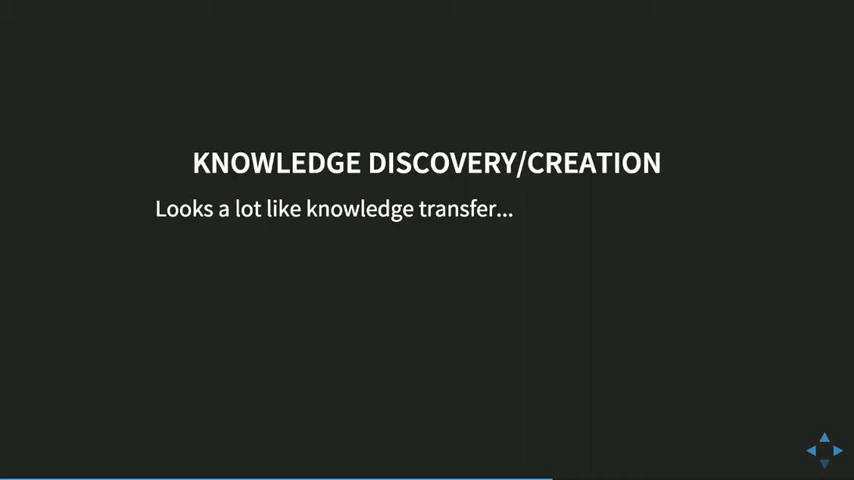 KNOWLEDGE DISCOVERY/CREATION
Looks a lot like knowledge transfer...